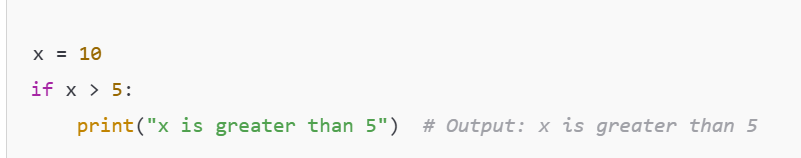 x = 10
if x > 5:
    print("x is greater than 5")  # Output: x is greater than 5